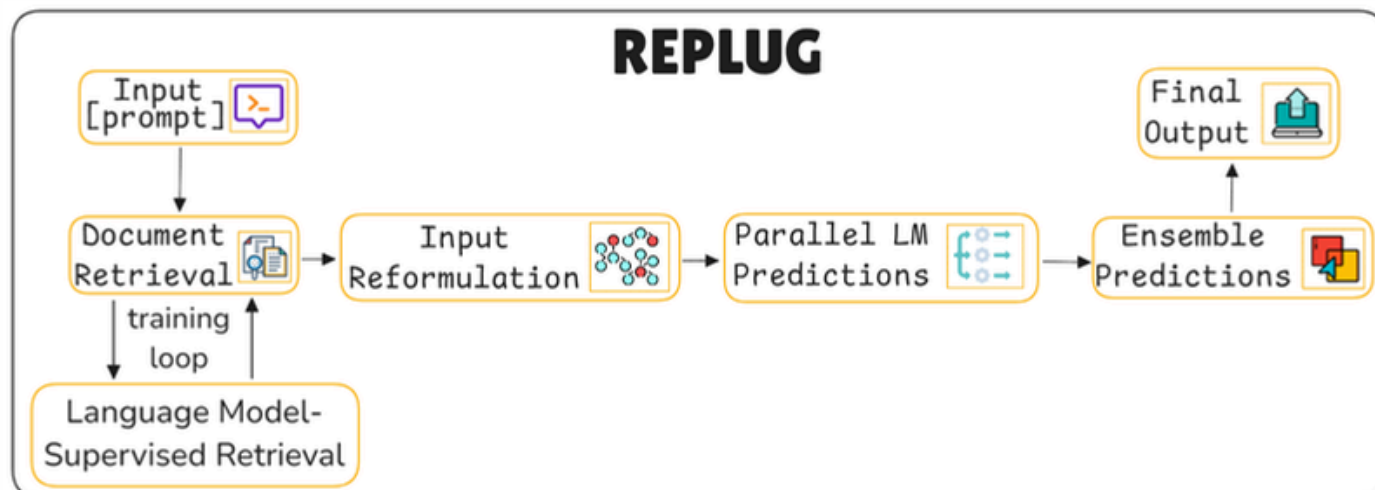 REPLUG
Input
[prompt]
Final
Output
Document
Retrieval
Input
Reformulation
Parallel LM
Predictions
Ensemble
Predictions
training
loop
Language Model-
Supervised Retrieval